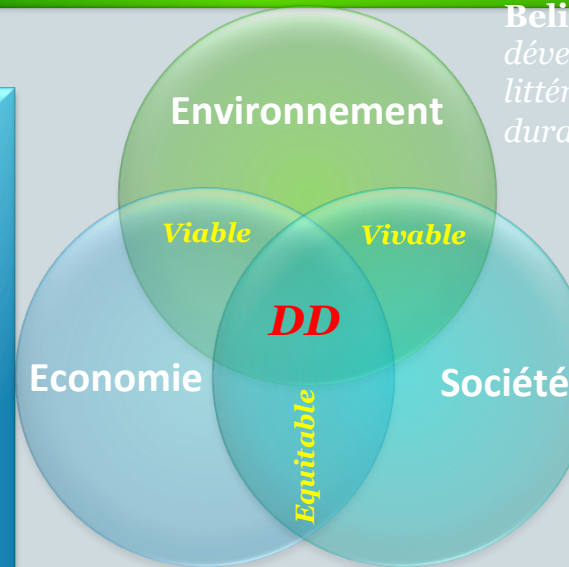 Environnement
Viable
Vivable
DD
Economie
Société
Equitable